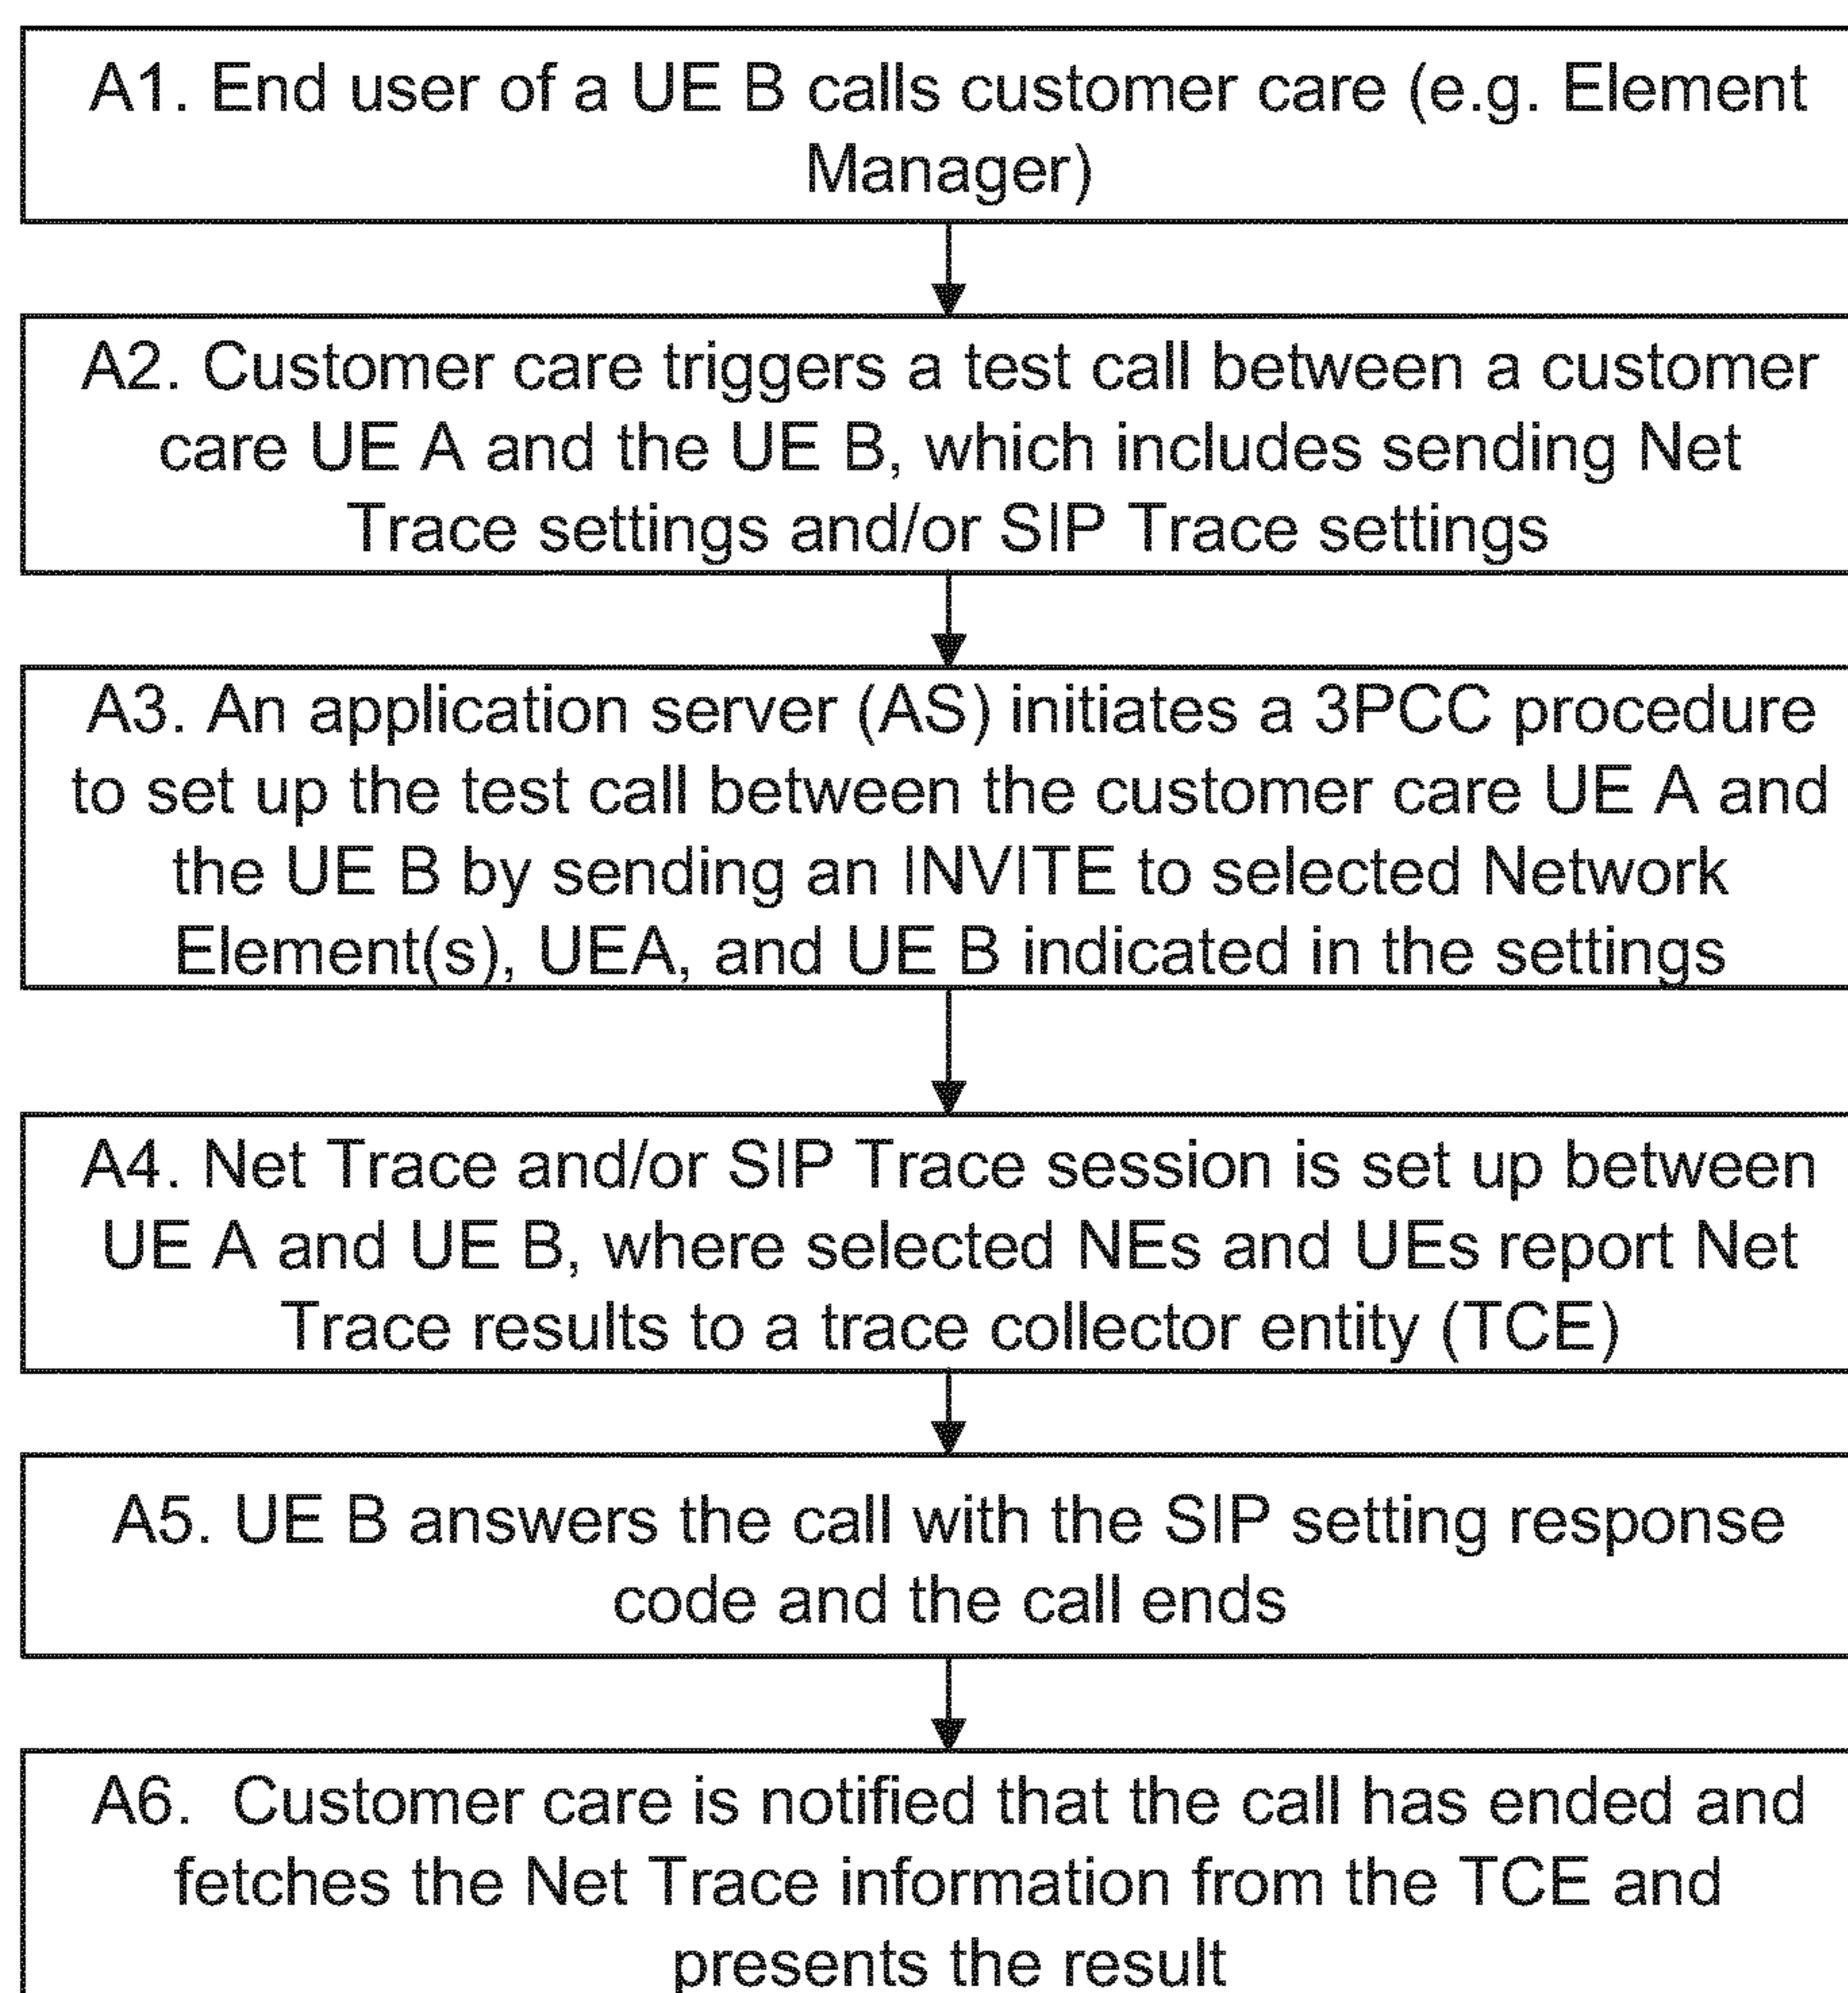 A1. End user of a UE B calls customer care (e.g. Element
Manager)
A2. Customer care triggers a test call between a customer
care UE A and the UE B, which includes sending Net
Trace settings and/or SIP Trace settings
A3. An application server (AS) initiates a 3PCC procedure
to set up the test call between the customer care UE A and
the UE B by sending an INVITE to selected Network
Element(s), UEA, and UE B indicated in the settings
A4. Net Trace and/or SIP Trace session is set up between
UE A and UE B, where selected NEs and UEs report Net
Trace results to a trace collector entity (TCE)
A5. UE B answers the call with the SIP setting response
code and the call ends
A6.  Customer care is notified that the call has ended and
fetches the Net Trace information from the TCE and
presents the result